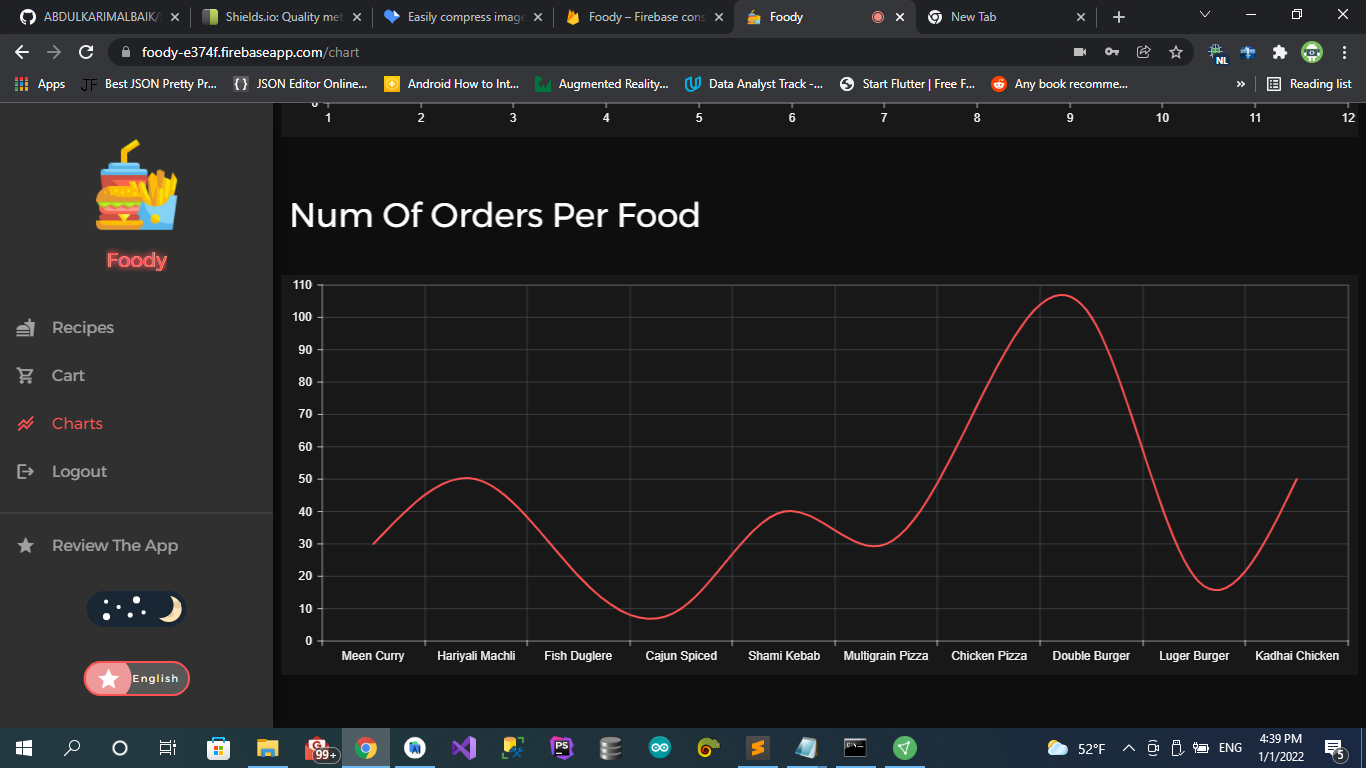 ABDULKARIMALBAIK/
Shields.io: Quality met
Easily compress image
Foody – Firebase cons
Foody
New Tab
foody-e374f.firebaseapp.com/chart
NL
Apps
JF Best JSON Pretty Pr...
{ } JSON Editor Online...
Android How to Int...
Augmented Reality...
Data Analyst Track -...
Start Flutter | Free F...
Any book recomme...
»
Reading list
0
1 2 3 4 5 6 7 8 9 10 11 12
Foody
Recipes
Cart
Charts
Logout
Review The App
English
Num Of Orders Per Food
110
100
90
80
70
60
50
40
30
20
10
0
Meen Curry Hariyali Machli Fish Duglere Cajun Spiced Shami Kebab Multigrain Pizza Chicken Pizza Double Burger Luger Burger Kadhai Chicken
99+
PS
52°F
ENG
4:39 PM
1/1/2022
5